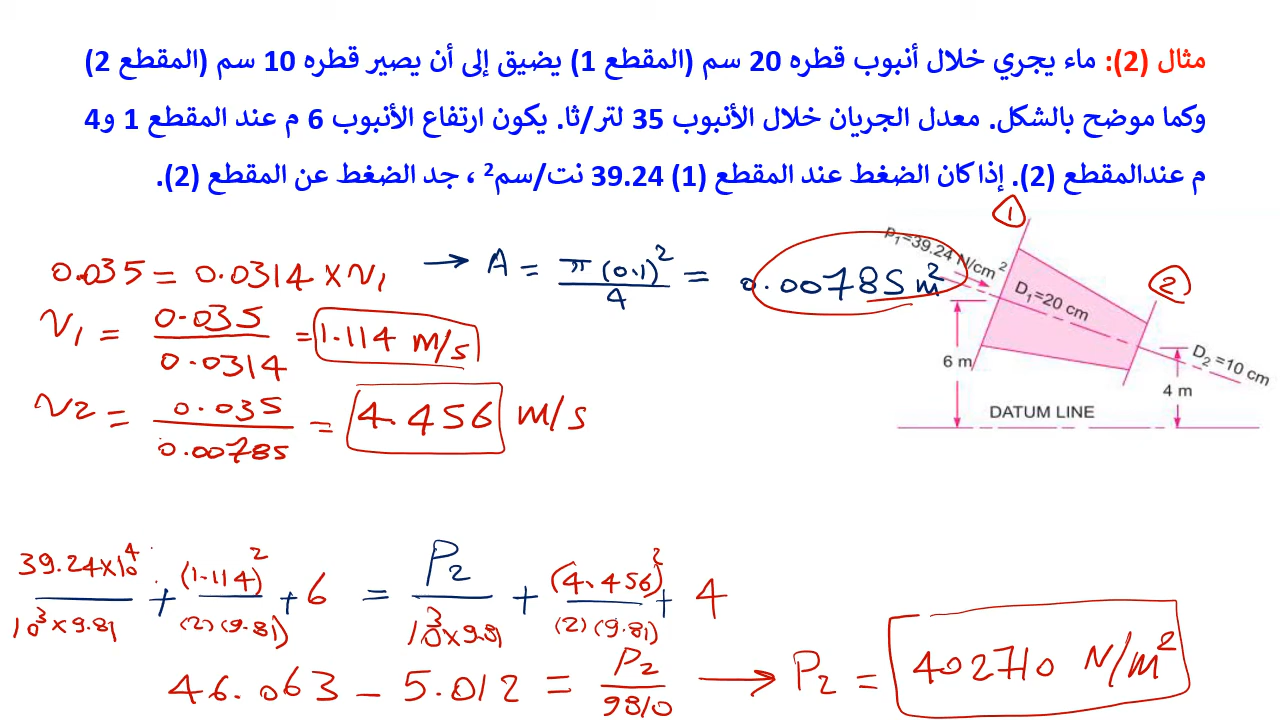 مثال (2): ماء يجري خلال أنبوب قطره 20 سم (المقطع 1) يضيق إلى أن يصير قطره 10 سم (المقطع 2)
وكما موضح بالشكل. معدل الجريان خلال الأنبوب 35 لتر/ثا. يكون ارتفاع الأنبوب 6 م عند المقطع 1 و4
م عندالمقطع (2). إذا كان الضغط عند المقطع (1) 39.24 نت/سم² ، جد الضغط عن المقطع (2).
0.035 = 0.0314 × V₁
→ A = π(0.1)²/4 = 0.00785 m²
V₁ = 0.035/0.0314 = 1.114 m/s
V2 = 0.035/0.00785 = 4.456 m/s
1
2
p₁=39.24 N/cm²
D₁=20 cm
D₂=10 cm
6 m
4 m
DATUM LINE
39.24×10⁴/10³×9.81 + (1.114)²/(2)(9.81) + 6 = P₂/10³×9.81 + (4.456)²/(2)(9.81) + 4
46.063 - 5.012 = P₂/9810 → P₂ = 402710 N/m²